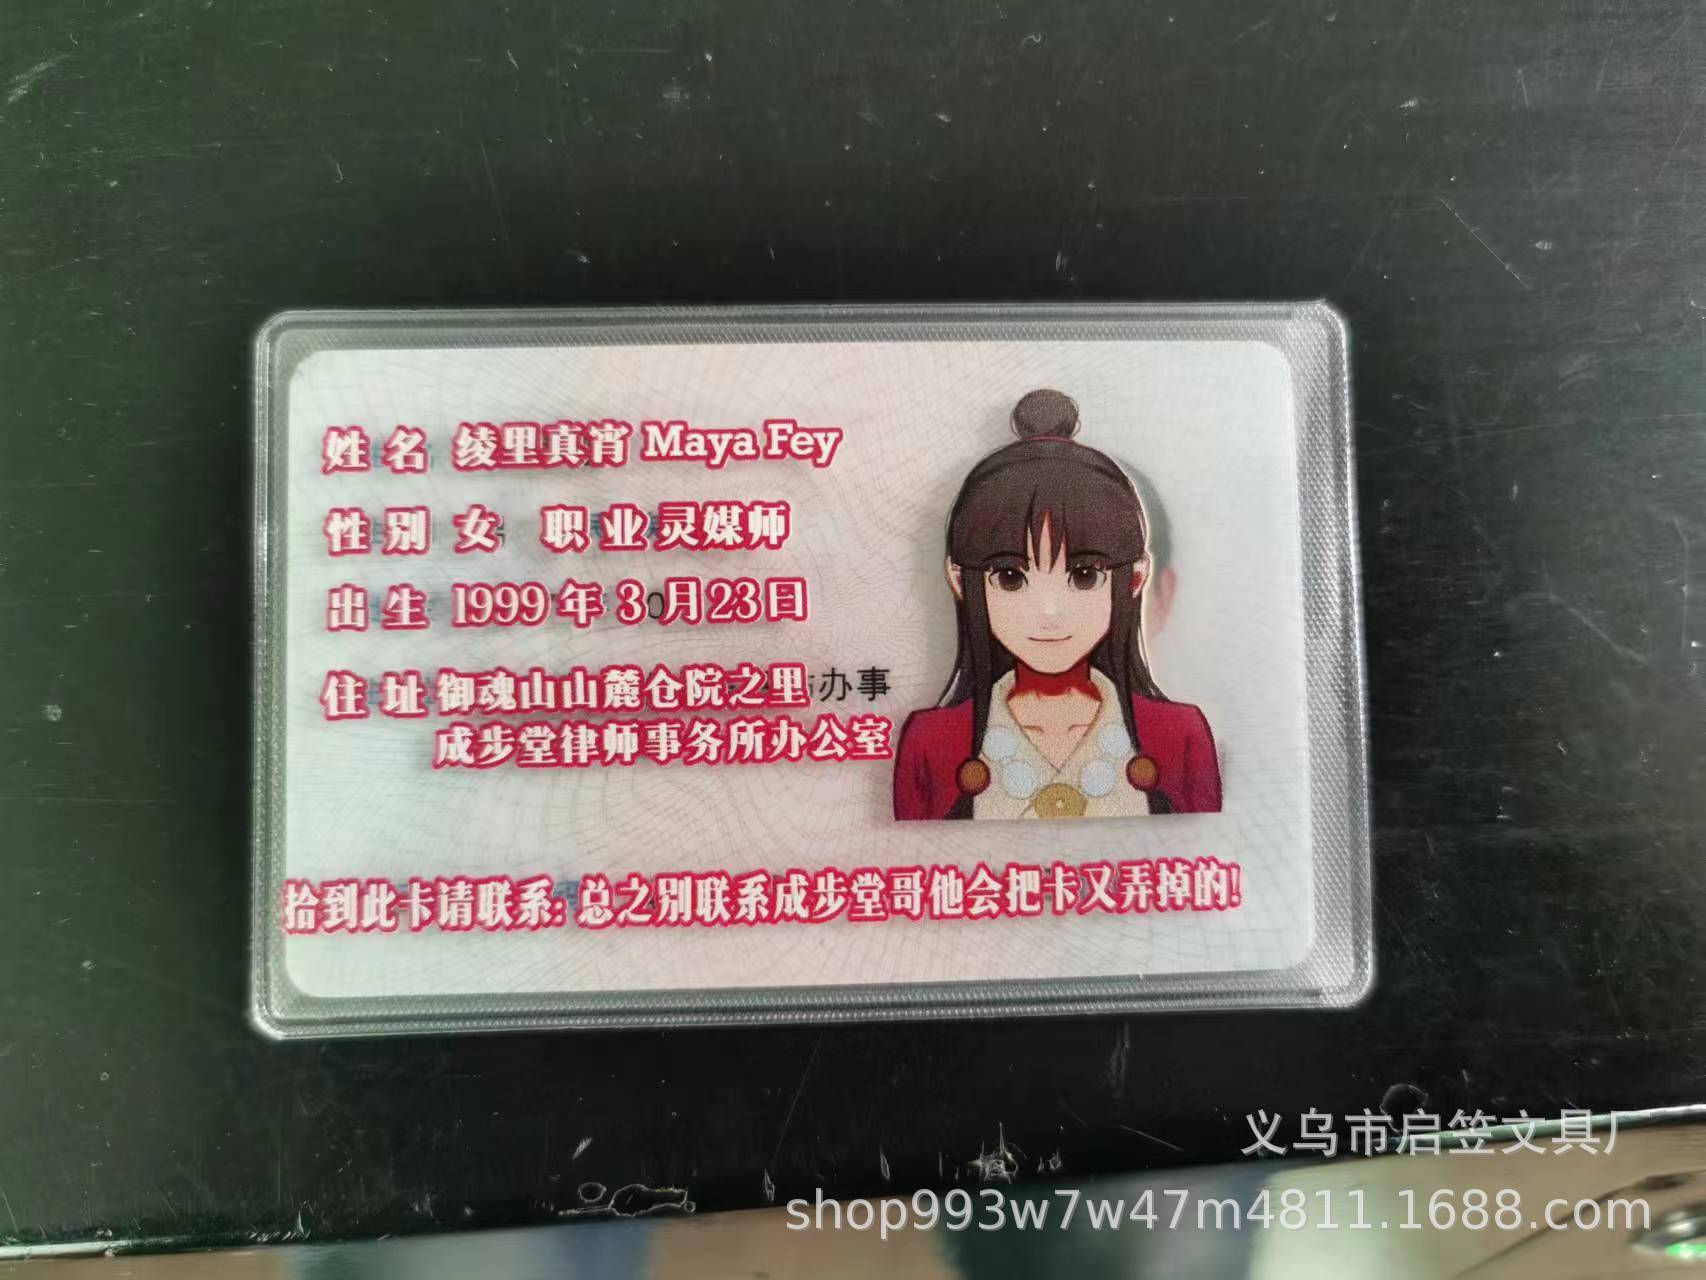 姓 名 绫里真宵 Maya Fey
性 别 女 职 业 灵媒师
出 生 1999 年 3 月 23 日
住 址 御魂山山麓仓院之里
办事
成步堂律师事务所办公室
拾到此卡请联系: 总之别联系成步堂哥他会把卡又弄掉的!
义乌市启签文具厂
shop993w7w47m4811.1688.com